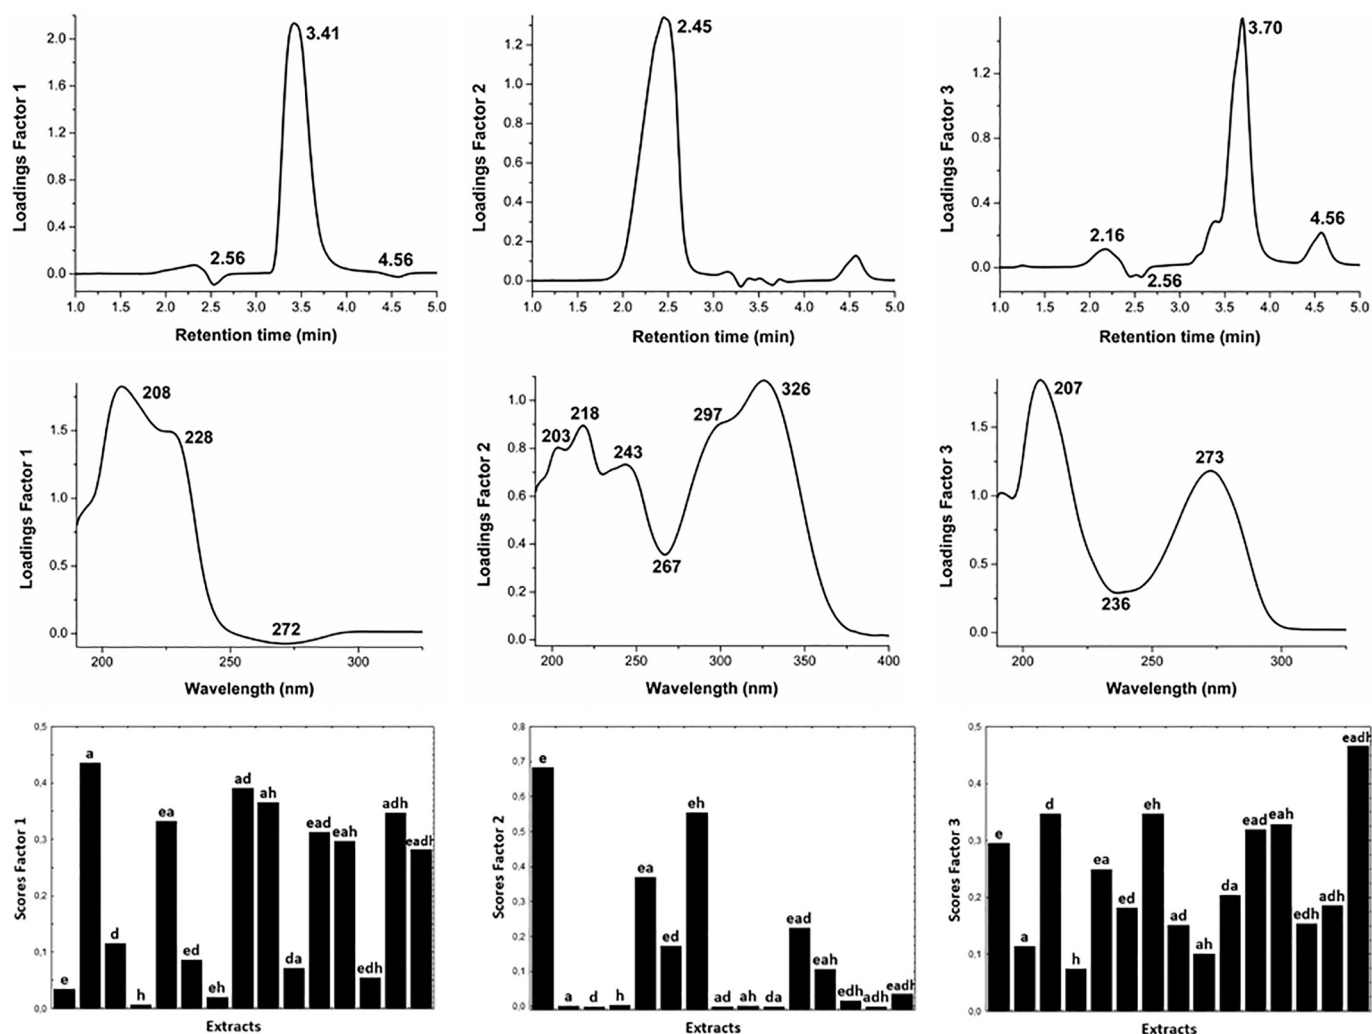 Loadings Factor 1
2.0
1.6
1.2
0.8
0.4
0.0
3.41
2.56
4.56
1.0 1.5 2.0 2.5 3.0 3.5 4.0 4.5 5.0
Retention time (min)
Loadings Factor 2
1.2
1.0
0.8
0.6
0.4
0.2
0.0
2.45
1.0 1.5 2.0 2.5 3.0 3.5 4.0 4.5 5.0
Retention time (min)
Loadings Factor 3
1.2
0.8
0.4
0.0
3.70
2.16
2.56
4.56
1.0 1.5 2.0 2.5 3.0 3.5 4.0 4.5 5.0
Retention time (min)
Loadings Factor 1
1.5
1.0
0.5
0.0
208
228
272
200 250 300
Wavelength (nm)
Loadings Factor 2
1.0
0.8
0.6
0.4
0.2
0.0
203
218
243
267
297
326
200 250 300 350 400
Wavelength (nm)
Loadings Factor 3
1.5
1.0
0.5
0.0
207
236
273
200 250 300
Wavelength (nm)
Scores Factor 1
0,5
0,4
0,3
0,2
0,1
0,0
e a d h ea ed eh ad ah da ead eah edh adh eadh
Extracts
Scores Factor 2
0,8
0,7
0,6
0,5
0,4
0,3
0,2
0,1
0,0
e a d h ea ed eh ad ah da ead eah edh adh eadh
Extracts
Scores Factor 3
0,5
0,4
0,3
0,2
0,1
0,0
e a d h ea ed eh ad ah da ead eah edh adh eadh
Extracts